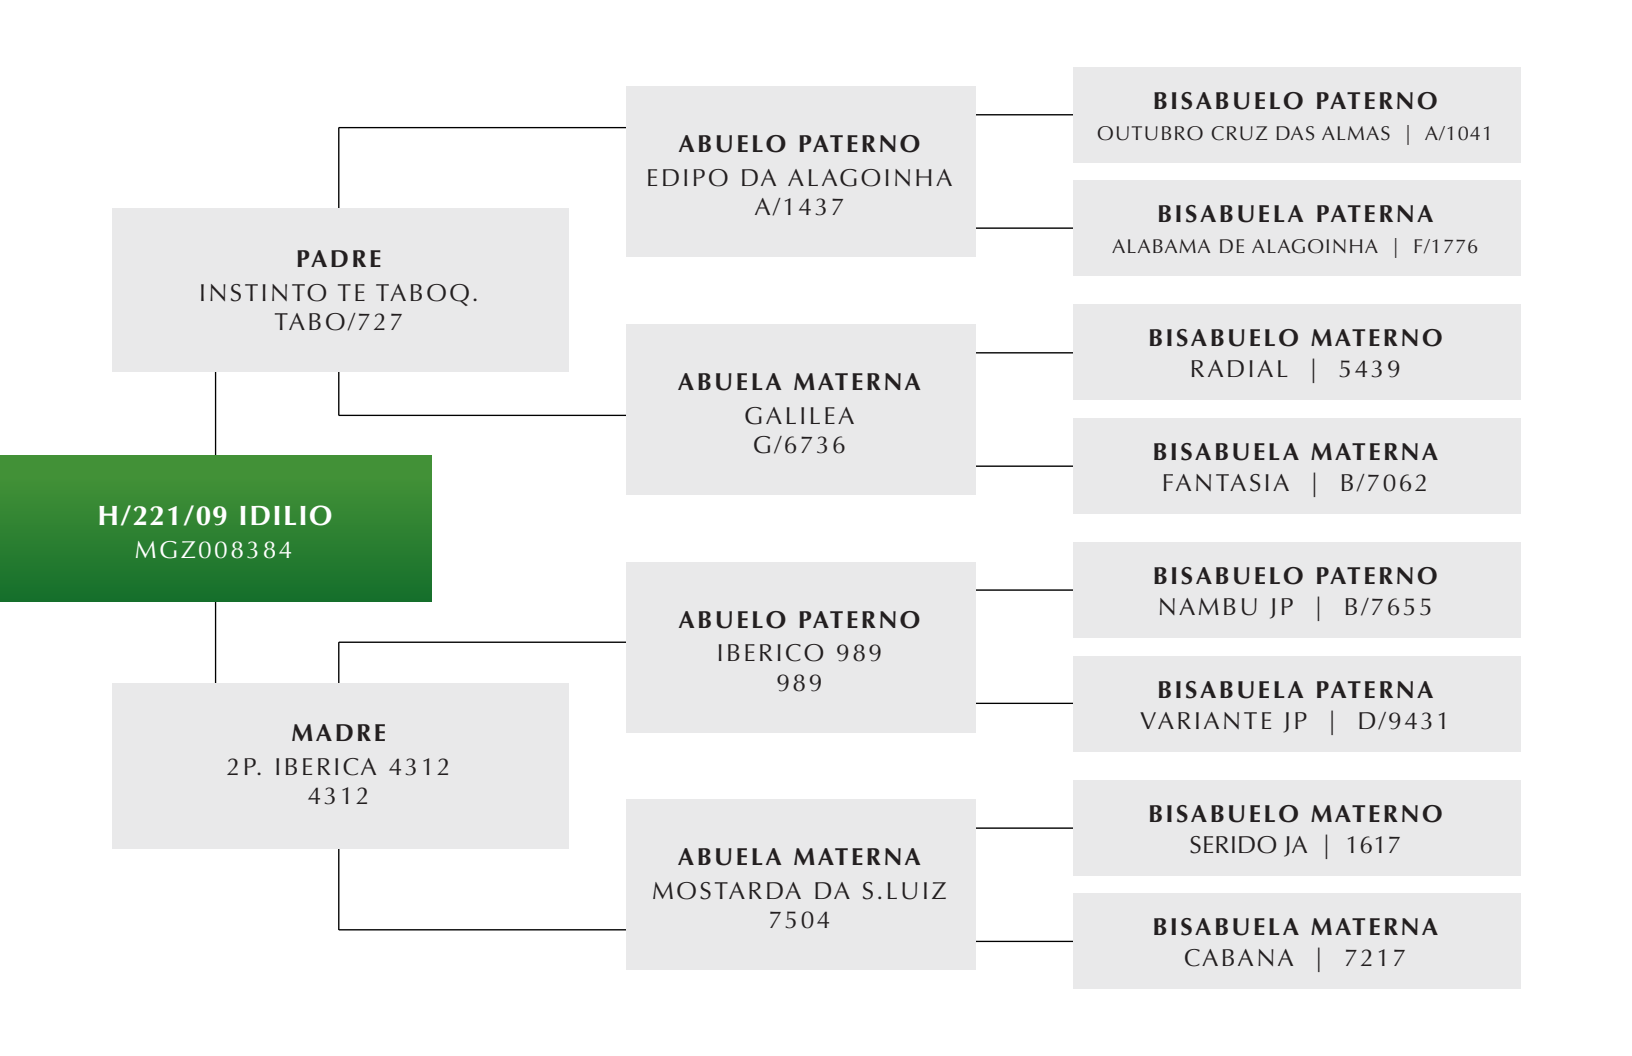 BISABUELO PATERNO
OUTUBRO CRUZ DAS ALMAS | A/1041
ABUELO PATERNO
EDIPO DA ALAGOINHA
A/1437
BISABUELA PATERNA
ALABAMA DE ALAGOINHA | F/1776
PADRE
INSTINTO TE TABOQ.
TABO/727
BISABUELO MATERNO
RADIAL | 5439
ABUELA MATERNA
GALILEA
G/6736
BISABUELA MATERNA
FANTASIA | B/7062
H/221/09 IDILIO
MGZ008384
BISABUELO PATERNO
NAMBU JP | B/7655
ABUELO PATERNO
IBERICO 989
989
BISABUELA PATERNA
VARIANTE JP | D/9431
MADRE
2P. IBERICA 4312
4312
BISABUELO MATERNO
SERIDO JA | 1617
ABUELA MATERNA
MOSTARDA DA S.LUIZ
7504
BISABUELA MATERNA
CABANA | 7217